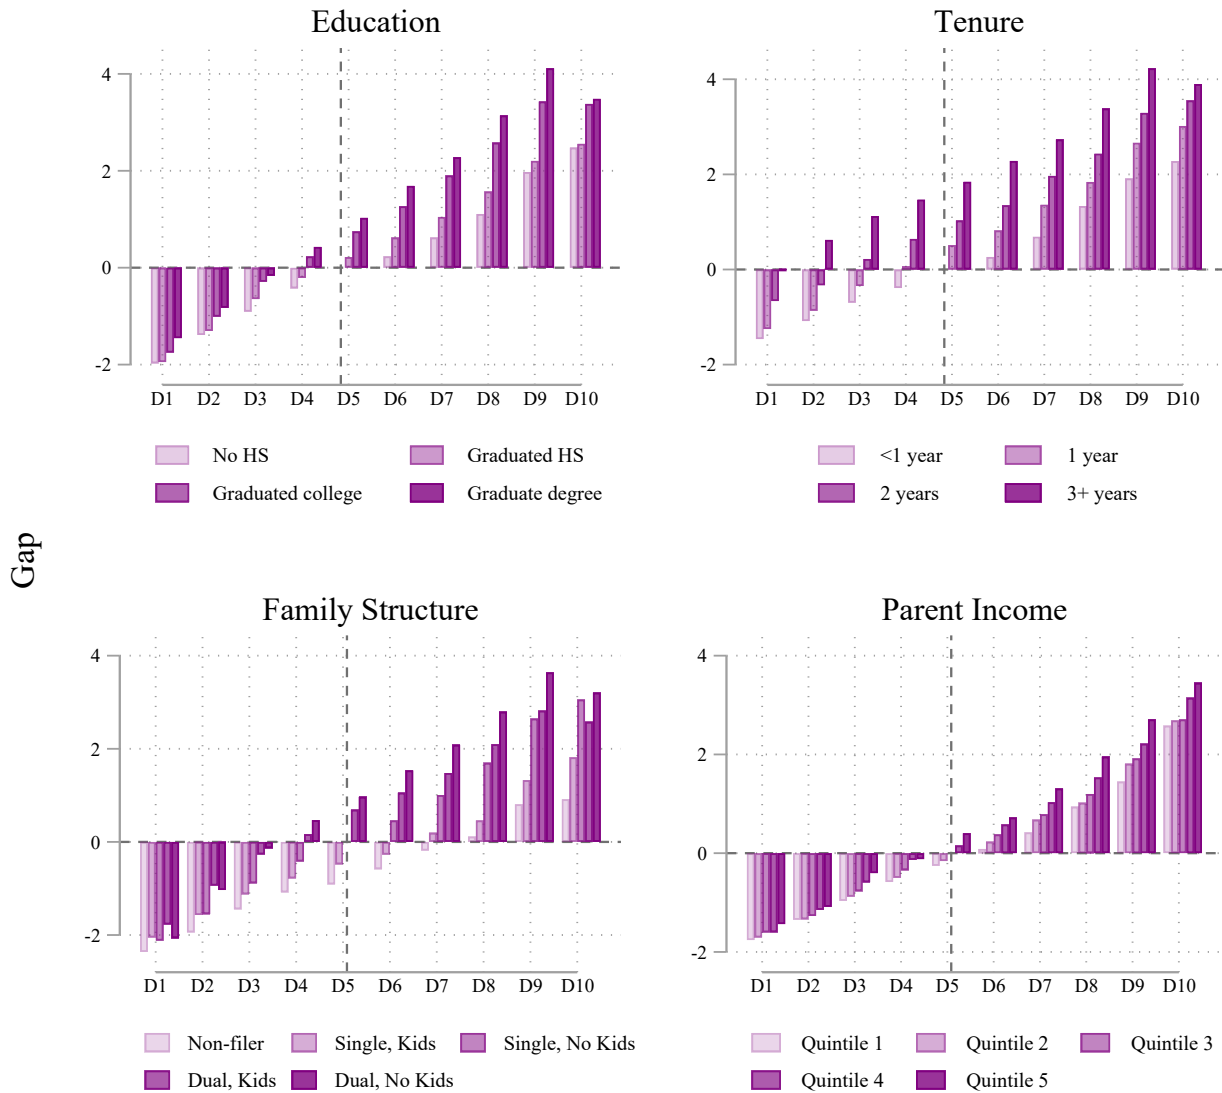 Education
4
2
0
-2
D1 D2 D3 D4 D5 D6 D7 D8 D9 D10
No HS Graduated HS
Graduated college Graduate degree
Tenure
4
2
0
-2
D1 D2 D3 D4 D5 D6 D7 D8 D9 D10
<1 year 1 year
2 years 3+ years
Gap
Family Structure
4
2
0
-2
D1 D2 D3 D4 D5 D6 D7 D8 D9 D10
Non-filer Single, Kids Single, No Kids
Dual, Kids Dual, No Kids
Parent Income
4
2
0
-2
D1 D2 D3 D4 D5 D6 D7 D8 D9 D10
Quintile 1 Quintile 2 Quintile 3
Quintile 4 Quintile 5